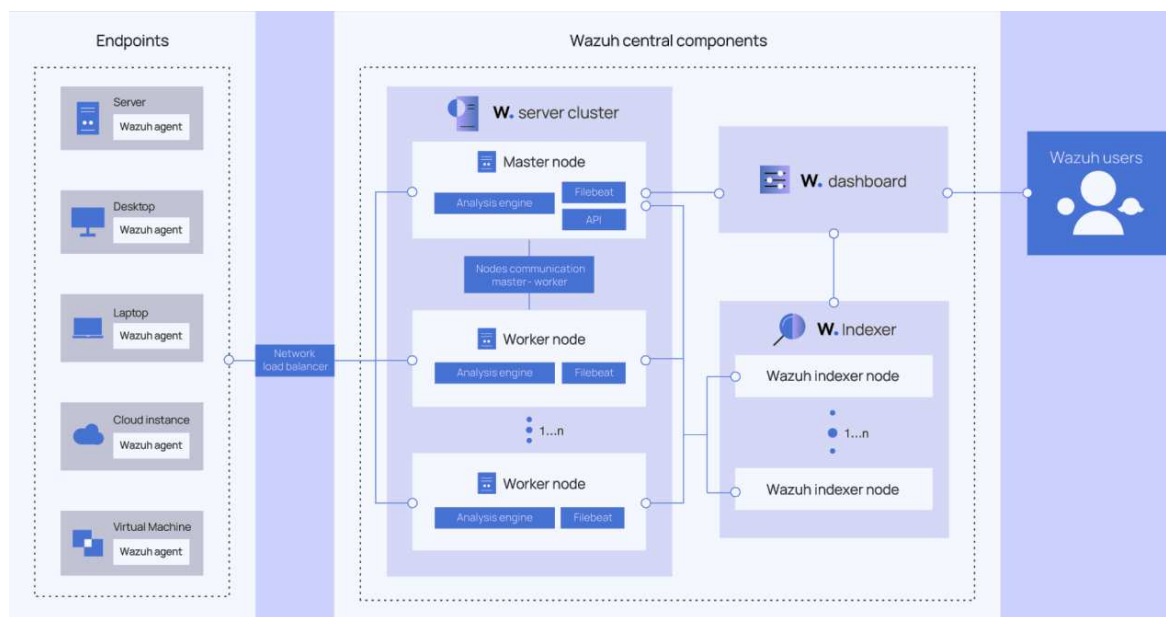 Endpoints
Server
Wazuh agent
Desktop
Wazuh agent
Laptop
Wazuh agent
Cloud instance
Wazuh agent
Virtual Machine
Wazuh agent
Network
load balancer
Wazuh central components
W. server cluster
Master node
Analysis engine
Filebeat
API
Nodes communication
master- worker
Worker node
Analysis engine
Filebeat
1...n
Worker node
Analysis engine
Filebeat
W. dashboard
W. Indexer
Wazuh indexer node
1...n
Wazuh indexer node
Wazuh users